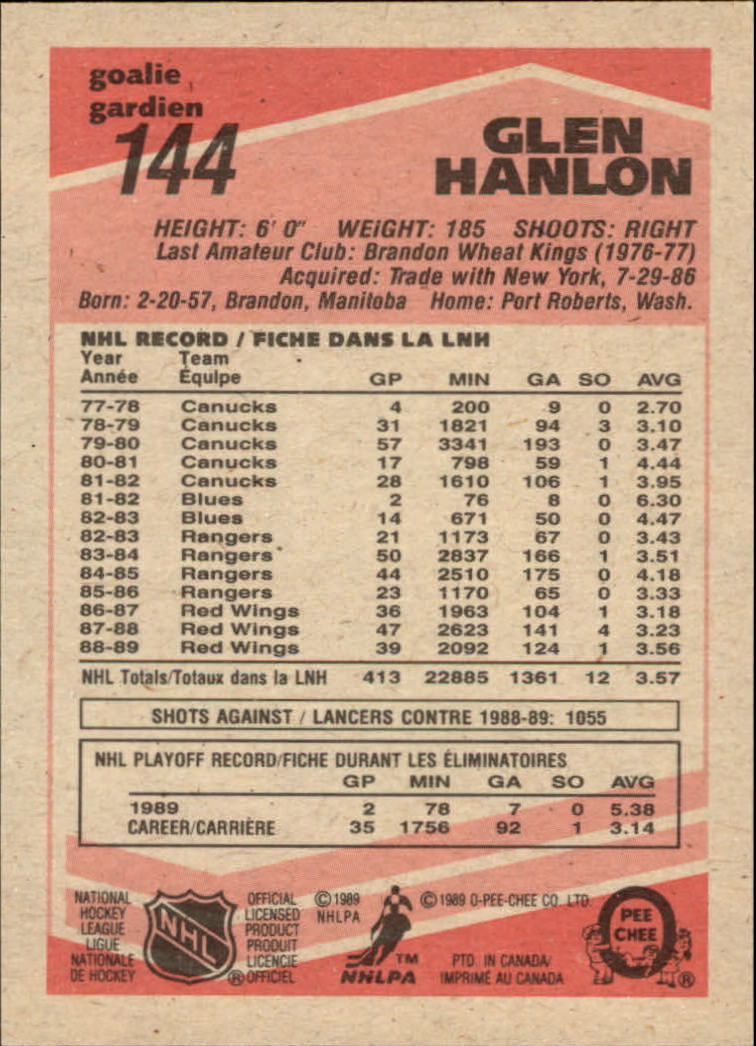 goalie
gardien
144
GLEN
HANLON
HEIGHT: 6' 0" WEIGHT: 185 SHOOTS: RIGHT
Last Amateur Club: Brandon Wheat Kings (1976-77)
Acquired: Trade with New York, 7-29-86
Born: 2-20-57, Brandon, Manitoba Home: Port Roberts, Wash.
NHL RECORD / FICHE DANS LA LNH
Year Team
Année Équipe GP MIN GA SO AVG
77-78 Canucks 4 200 9 0 2.70
78-79 Canucks 31 1821 94 3 3.10
79-80 Canucks 57 3341 193 0 3.47
80-81 Canucks 17 798 59 1 4.44
81-82 Canucks 28 1610 106 1 3.95
81-82 Blues 2 76 8 0 6.30
82-83 Blues 14 671 50 0 4.47
82-83 Rangers 21 1173 67 0 3.43
83-84 Rangers 50 2837 166 1 3.51
84-85 Rangers 44 2510 175 0 4.18
85-86 Rangers 23 1170 65 0 3.33
86-87 Red Wings 36 1963 104 1 3.18
87-88 Red Wings 47 2623 141 4 3.23
88-89 Red Wings 39 2092 124 1 3.56
NHL Totals/Totaux dans la LNH 413 22885 1361 12 3.57
SHOTS AGAINST / LANCERS CONTRE 1988-89: 1055
NHL PLAYOFF RECORD/FICHE DURANT LES ÉLIMINATOIRES
GP MIN GA SO AVG
1989 2 78 7 0 5.38
CAREER/CARRIÈRE 35 1756 92 1 3.14
NATIONAL
HOCKEY
LEAGUE
LIGUE
NATIONALE
DE HOCKEY
NHL
OFFICIAL
LICENSED
PRODUCT
PRODUIT
LICENCIE
® OFFICIEL
© 1989
NHLPA
TM
NHLPA
© 1989 O-PEE-CHEE CO. LTD.
PTD. IN CANADA/
IMPRIMÉ AU CANADA
O
PEE
CHEE
®